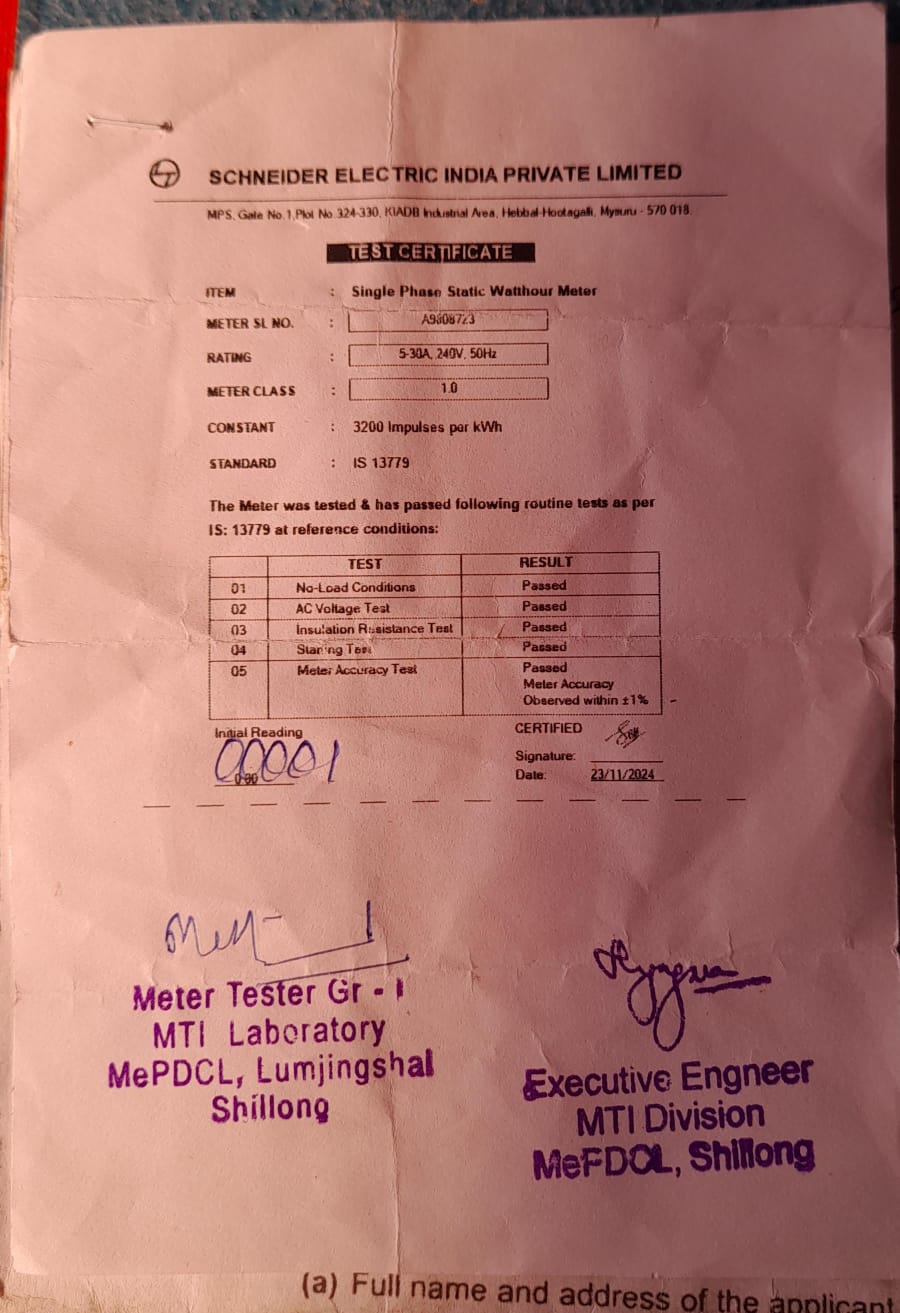 SCHNEIDER ELECTRIC INDIA PRIVATE LIMITED
MPS, Gate No.1,Plot No.324-330, KIADB Industrial Area, Hebbal-Hootagalli, Mysuru - 570 018.
TEST CERTIFICATE
ITEM : Single Phase Static Watthour Meter
METER SL NO. :
RATING : 5-30A, 240V, 50Hz
METER CLASS : 1.0
CONSTANT : 3200 Impulses per kWh
STANDARD : IS 13779
The Meter was tested & has passed following routine tests as per
IS: 13779 at reference conditions:
TEST RESULT
01 No-Load Conditions Passed
02 AC Voltage Test Passed
03 Insulation Resistance Test Passed
04 Starting Test Passed
05 Meter Accuracy Test Passed
Meter Accuracy
Observed within ±1%
Initial Reading
00001
0.00
CERTIFIED
Signature:
Date: 23/11/2024
Meter Tester Gr - I
MTI Laboratory
MePDCL, Lumjingshai
Shillong
Executive Engneer
MTI Division
MePDCL, Shillong
(a) Full name and address of the applicant